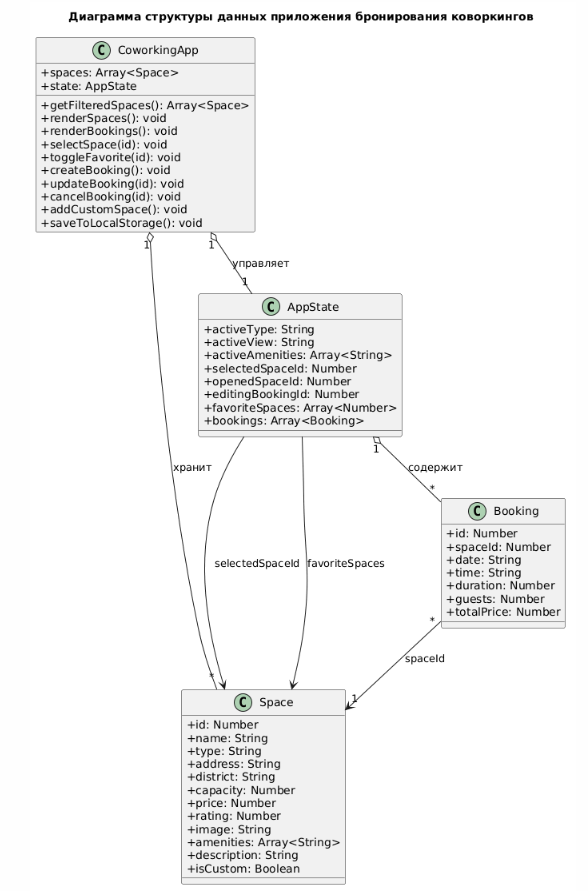 Диаграмма структуры данных приложения бронирования коворкингов
C CoworkingApp
+spaces: Array<Space>
+state: AppState
+getFilteredSpaces(): Array<Space>
+renderSpaces(): void
+renderBookings(): void
+selectSpace(id): void
+toggleFavorite(id): void
+createBooking(): void
+updateBooking(id): void
+cancelBooking(id): void
+addCustomSpace(): void
+saveToLocalStorage(): void
1
1
управляет
1
C AppState
+activeType: String
+activeView: String
+activeAmenities: Array<String>
+selectedSpaceId: Number
+openedSpaceId: Number
+editingBookingId: Number
+favoriteSpaces: Array<Number>
+bookings: Array<Booking>
1
хранит
содержит
*
C Booking
+id: Number
+spaceId: Number
+date: String
+time: String
+duration: Number
+guests: Number
+totalPrice: Number
selectedSpaceId
favoriteSpaces
*
spaceId
*
1
C Space
+id: Number
+name: String
+type: String
+address: String
+district: String
+capacity: Number
+price: Number
+rating: Number
+image: String
+amenities: Array<String>
+description: String
+isCustom: Boolean